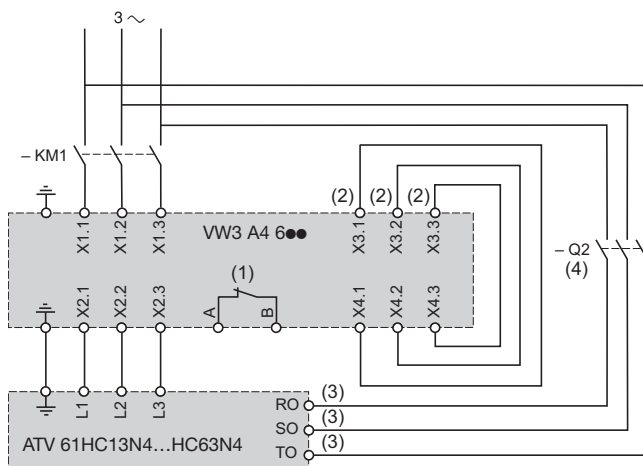 3 ~
– KM1
(2) (2) (2)
X1.1 X1.2 X1.3 VW3 A4 6●● X3.1 X3.2 X3.3
– Q2
(4)
(1)
X2.1 X2.2 X2.3 A B X4.1 X4.2 X4.3
L1 L2 L3
RO (3)
SO (3)
TO (3)
ATV 61HC13N4...HC63N4